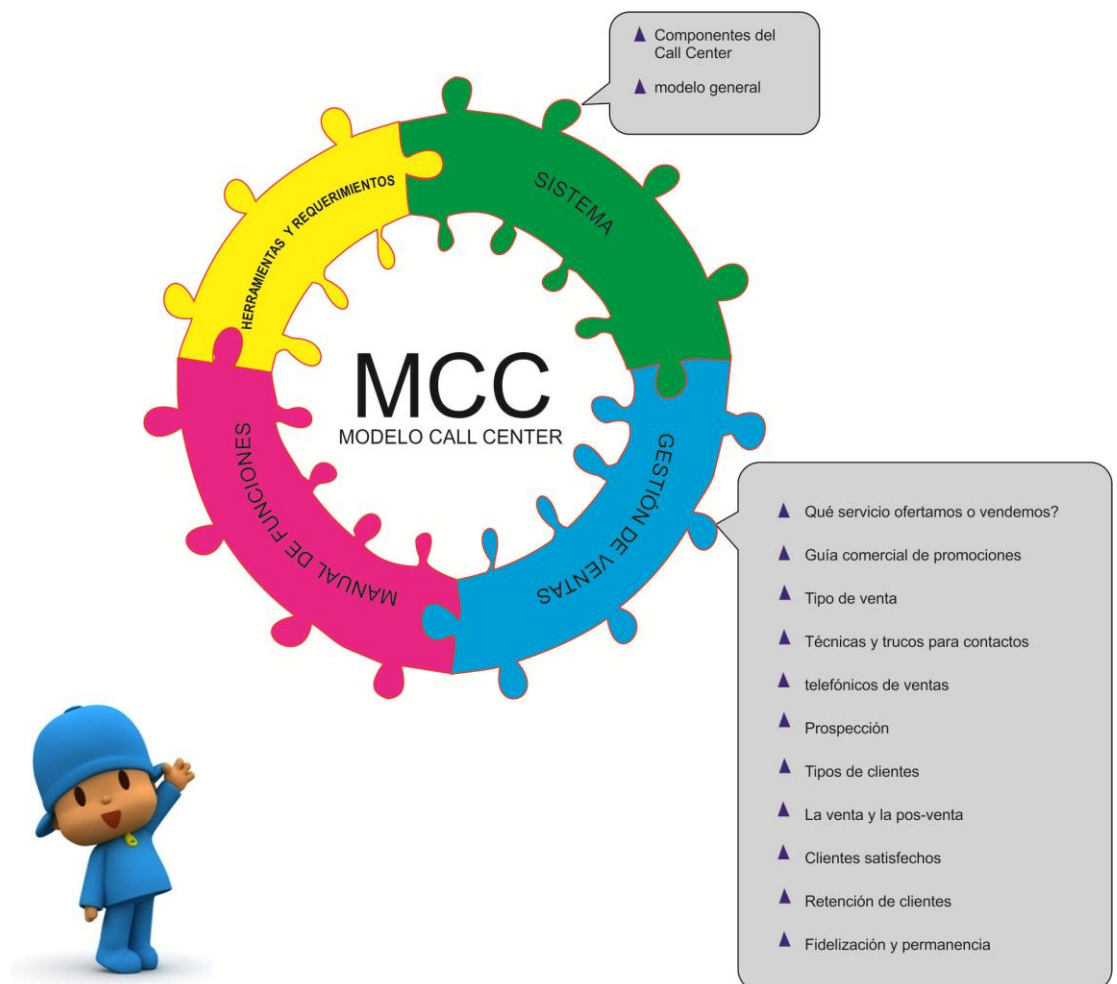 Componentes del
Call Center
modelo general
SISTEMA
HERRAMIENTAS Y REQUERIMIENTOS
MCC
MODELO CALL CENTER
GESTIÓN DE VENTAS
MANUAL DE FUNCIONES
Qué servicio ofertamos o vendemos?
Guía comercial de promociones
Tipo de venta
Técnicas y trucos para contactos
telefónicos de ventas
Prospección
Tipos de clientes
La venta y la pos-venta
Clientes satisfechos
Retención de clientes
Fidelización y permanencia